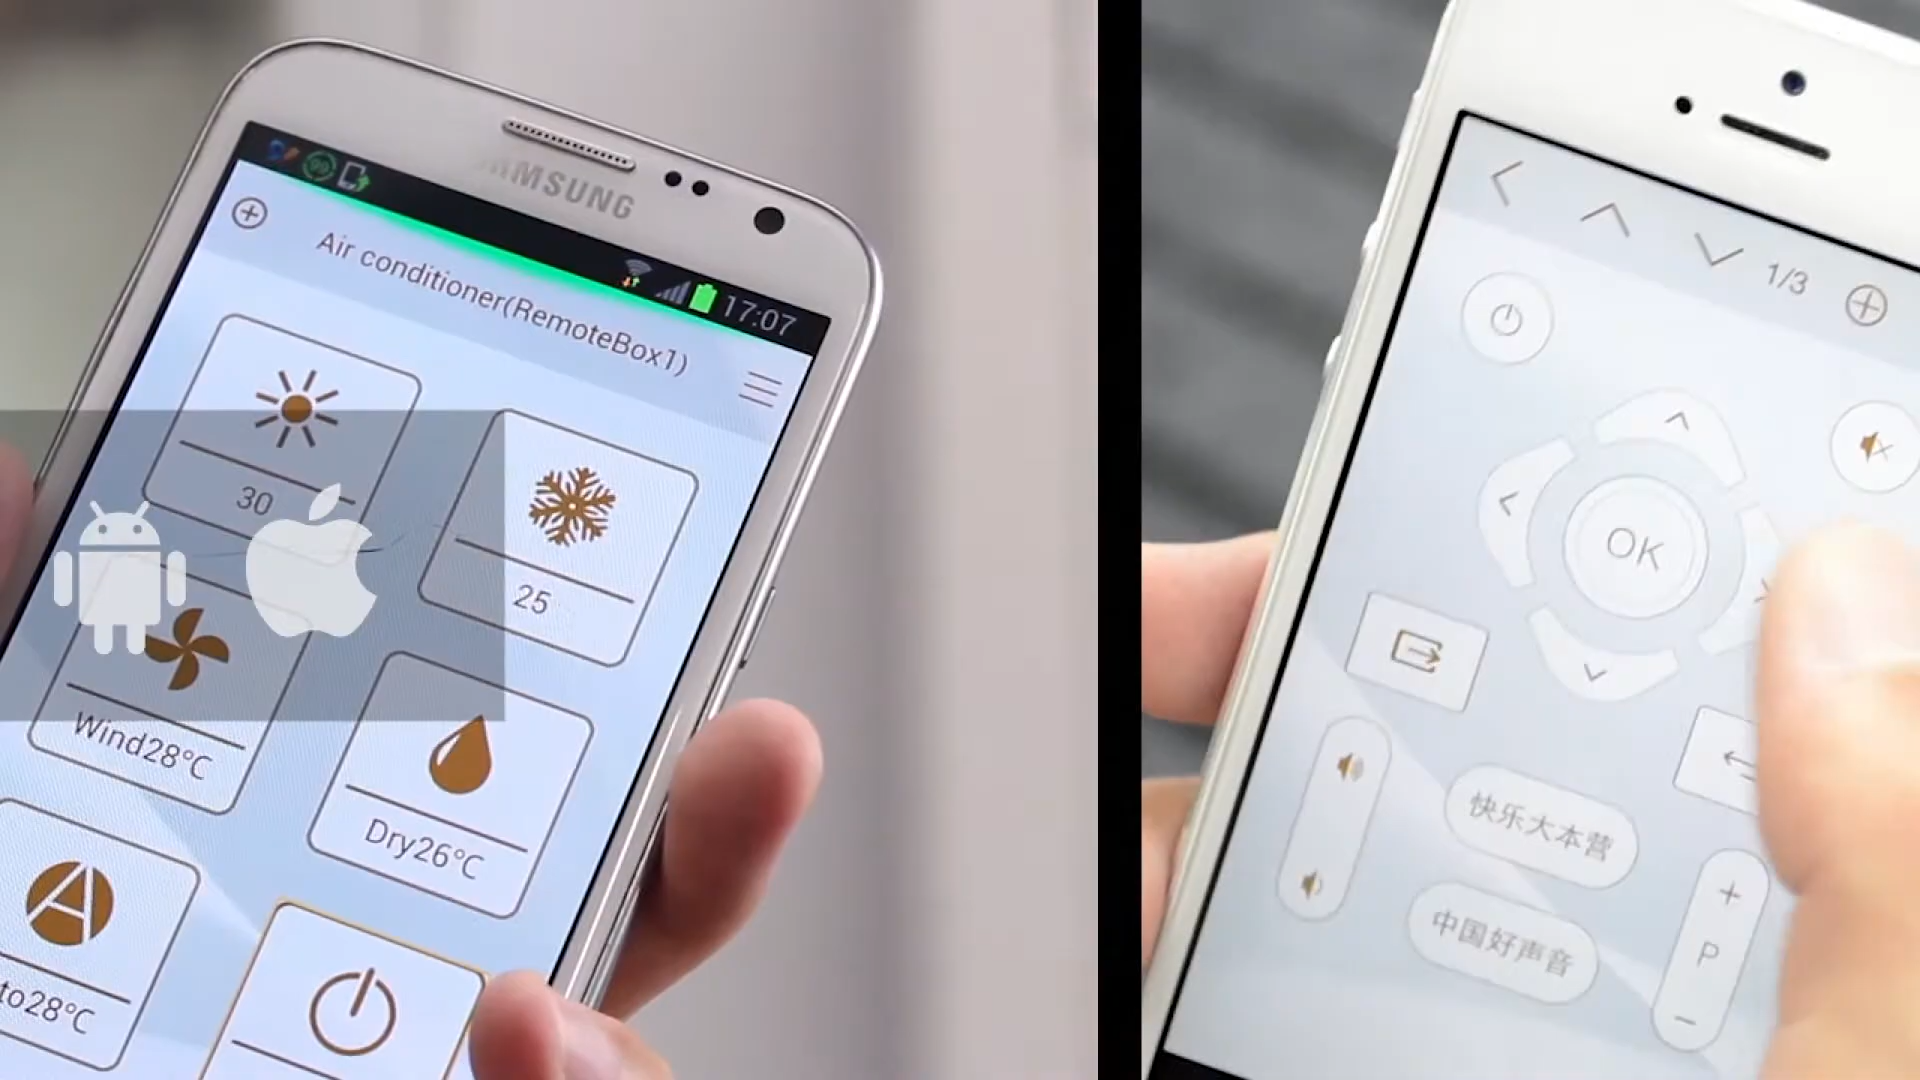 SAMSUNG
17:07
Air conditioner(RemoteBox1)
30
25
Wind28°C
Dry26°C
to28°C
1/3
OK
快乐大本营
中国好声音
+
P
−